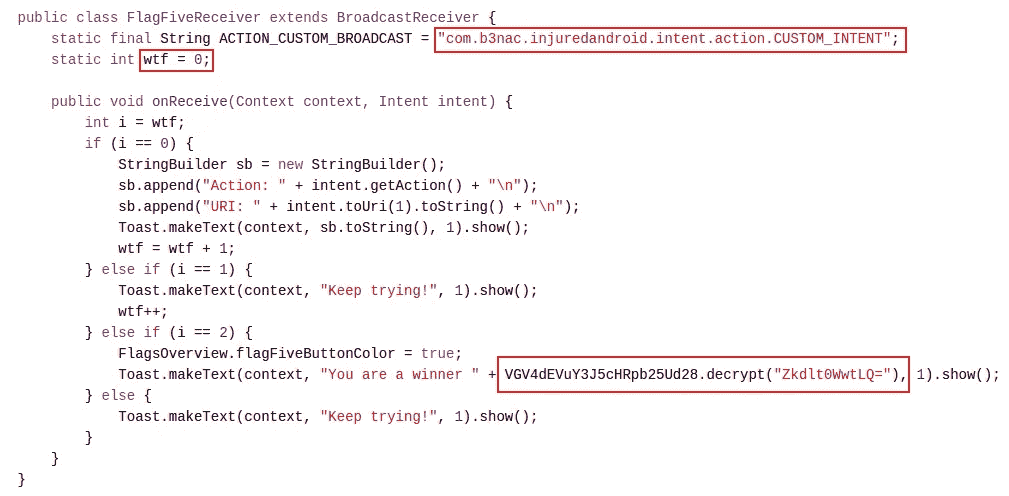 public class FlagFiveReceiver extends BroadcastReceiver {
    static final String ACTION_CUSTOM_BROADCAST = "com.b3nac.injuredandroid.intent.action.CUSTOM_INTENT";
    static int wtf = 0;

    public void onReceive(Context context, Intent intent) {
        int i = wtf;
        if (i == 0) {
            StringBuilder sb = new StringBuilder();
            sb.append("Action: " + intent.getAction() + "\n");
            sb.append("URI: " + intent.toUri(1).toString() + "\n");
            Toast.makeText(context, sb.toString(), 1).show();
            wtf = wtf + 1;
        } else if (i == 1) {
            Toast.makeText(context, "Keep trying!", 1).show();
            wtf++;
        } else if (i == 2) {
            FlagsOverview.flagFiveButtonColor = true;
            Toast.makeText(context, "You are a winner " + VGV4dEVuY3J5cHRpb25Ud28.decrypt("Zkdlt0WwtLQ="), 1).show();
        } else {
            Toast.makeText(context, "Keep trying!", 1).show();
        }
    }
}